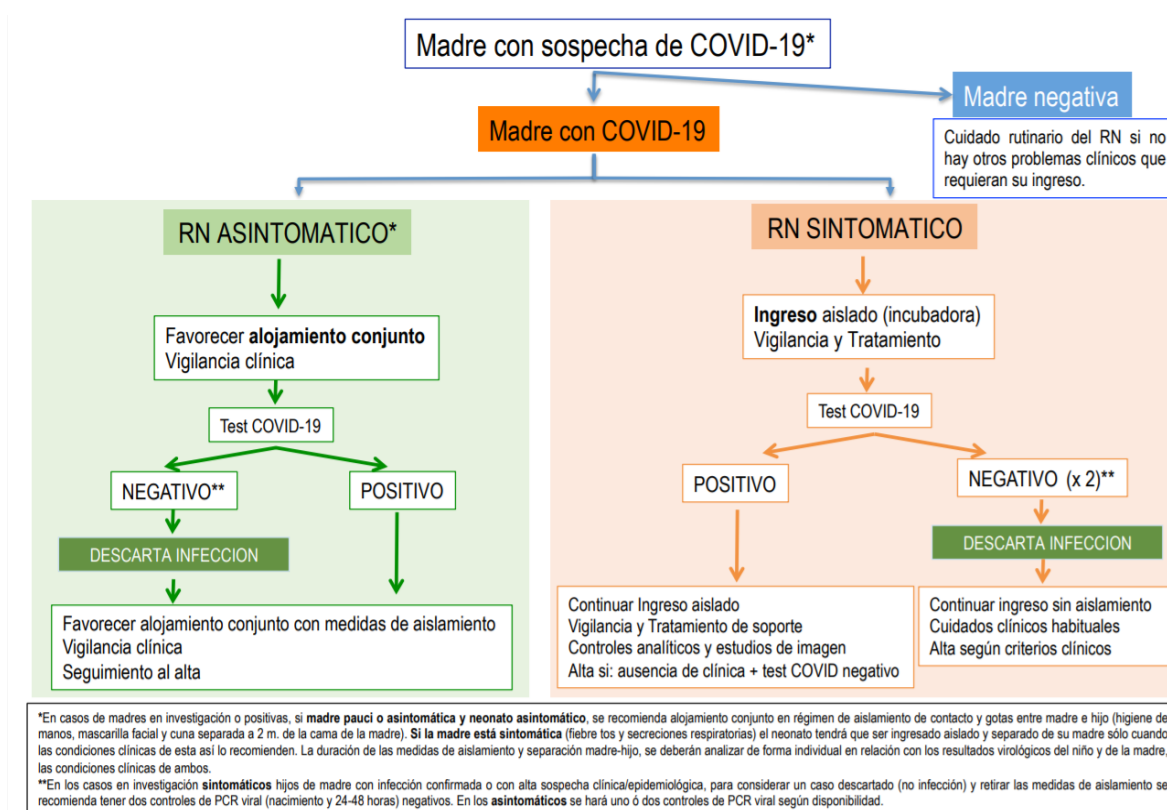 Madre con sospecha de COVID-19*
Madre negativa
Madre con COVID-19
Cuidado rutinario del RN si no
hay otros problemas clínicos que
requieran su ingreso.
RN ASINTOMATICO*
Favorecer alojamiento conjunto
Vigilancia clínica
Test COVID-19
NEGATIVO**
POSITIVO
DESCARTA INFECCION
Favorecer alojamiento conjunto con medidas de aislamiento
Vigilancia clínica
Seguimiento al alta
RN SINTOMATICO
Ingreso aislado (incubadora)
Vigilancia y Tratamiento
Test COVID-19
POSITIVO
NEGATIVO (x 2)**
DESCARTA INFECCION
Continuar Ingreso aislado
Vigilancia y Tratamiento de soporte
Controles analíticos y estudios de imagen
Alta si: ausencia de clínica + test COVID negativo
Continuar ingreso sin aislamiento
Cuidados clínicos habituales
Alta según criterios clínicos
*En casos de madres en investigación o positivas, si madre pauci o asintomática y neonato asintomático, se recomienda alojamiento conjunto en régimen de aislamiento de contacto y gotas entre madre e hijo (higiene de
manos, mascarilla facial y cuna separada a 2 m. de la cama de la madre). Si la madre está sintomática (fiebre tos y secreciones respiratorias) el neonato tendrá que ser ingresado aislado y separado de su madre sólo cuando
las condiciones clínicas de esta así lo recomienden. La duración de las medidas de aislamiento y separación madre-hijo, se deberán analizar de forma individual en relación con los resultados virológicos del niño y de la madre,
las condiciones clínicas de ambos.
**En los casos en investigación sintomáticos hijos de madre con infección confirmada o con alta sospecha clínica/epidemiológica, para considerar un caso descartado (no infección) y retirar las medidas de aislamiento se
recomienda tener dos controles de PCR viral (nacimiento y 24-48 horas) negativos. En los asintomáticos se hará uno ó dos controles de PCR viral según disponibilidad.